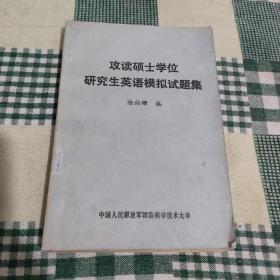 攻读硕士学位
研究生英语模拟试题集
编
中国人民解放军国防科学技术大学